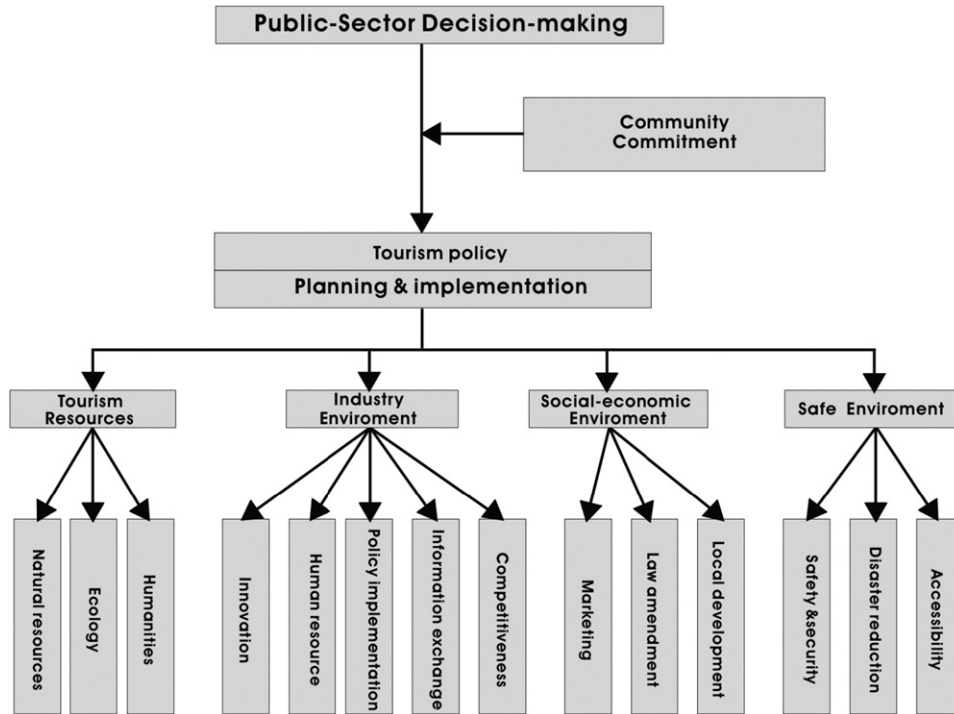 Public-Sector Decision-making
Community
Commitment
Tourism policy
Planning & implementation
Tourism
Resources
Industry
Enviroment
Social-economic
Enviroment
Safe Enviroment
Natural resources
Ecology
Humanities
Innovation
Human resource
Policy implementation
Information exchange
Competitiveness
Marketing
Law amendment
Local development
Safety &security
Disaster reduction
Accessibility